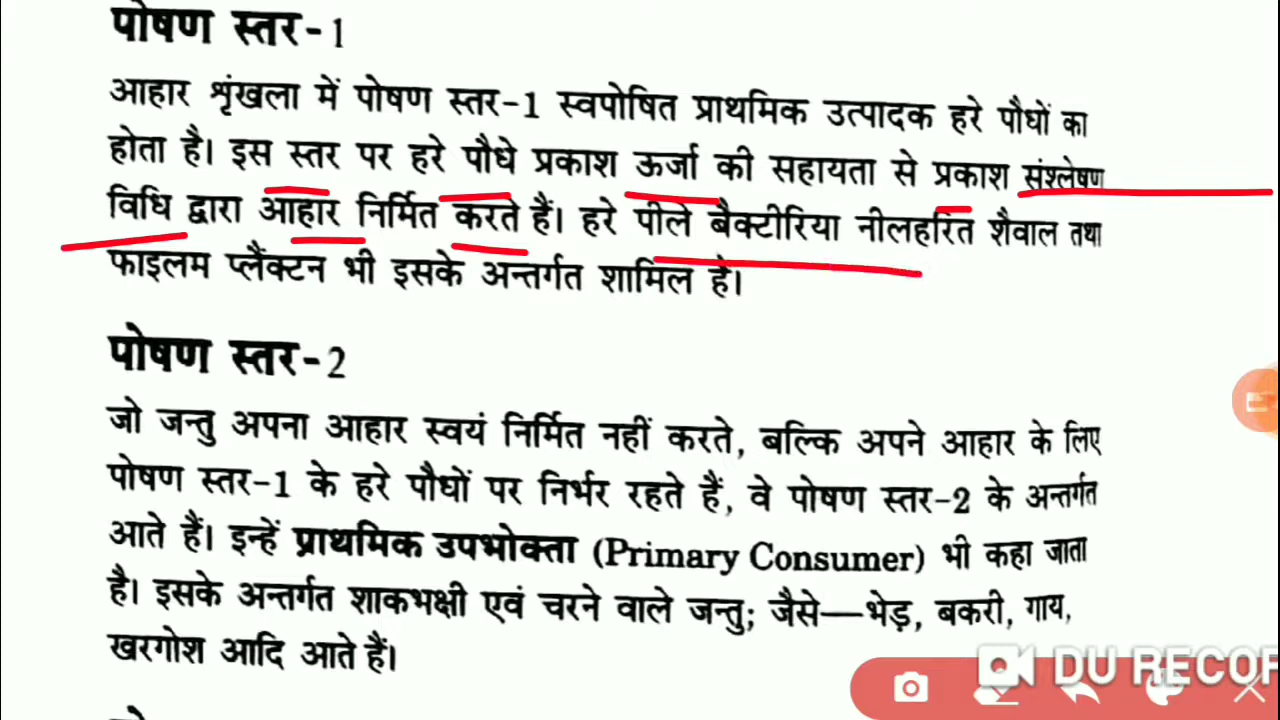 पोषण स्तर-1
आहार शृंखला में पोषण स्तर-1 स्वपोषित प्राथमिक उत्पादक हरे पौधों का
होता है। इस स्तर पर हरे पौधे प्रकाश ऊर्जा की सहायता से प्रकाश संश्लेषण
विधि द्वारा आहार निर्मित करते हैं। हरे पीले बैक्टीरिया नीलहरित शैवाल तथा
फाइलम प्लैंक्टन भी इसके अन्तर्गत शामिल है।
पोषण स्तर-2
जो जन्तु अपना आहार स्वयं निर्मित नहीं करते, बल्कि अपने आहार के लिए
पोषण स्तर-1 के हरे पौधों पर निर्भर रहते हैं, वे पोषण स्तर-2 के अन्तर्गत
आते हैं। इन्हें प्राथमिक उपभोक्ता (Primary Consumer) भी कहा जाता
है। इसके अन्तर्गत शाकभक्षी एवं चरने वाले जन्तु; जैसे—भेड़, बकरी, गाय,
खरगोश आदि आते हैं।
DU RECOR